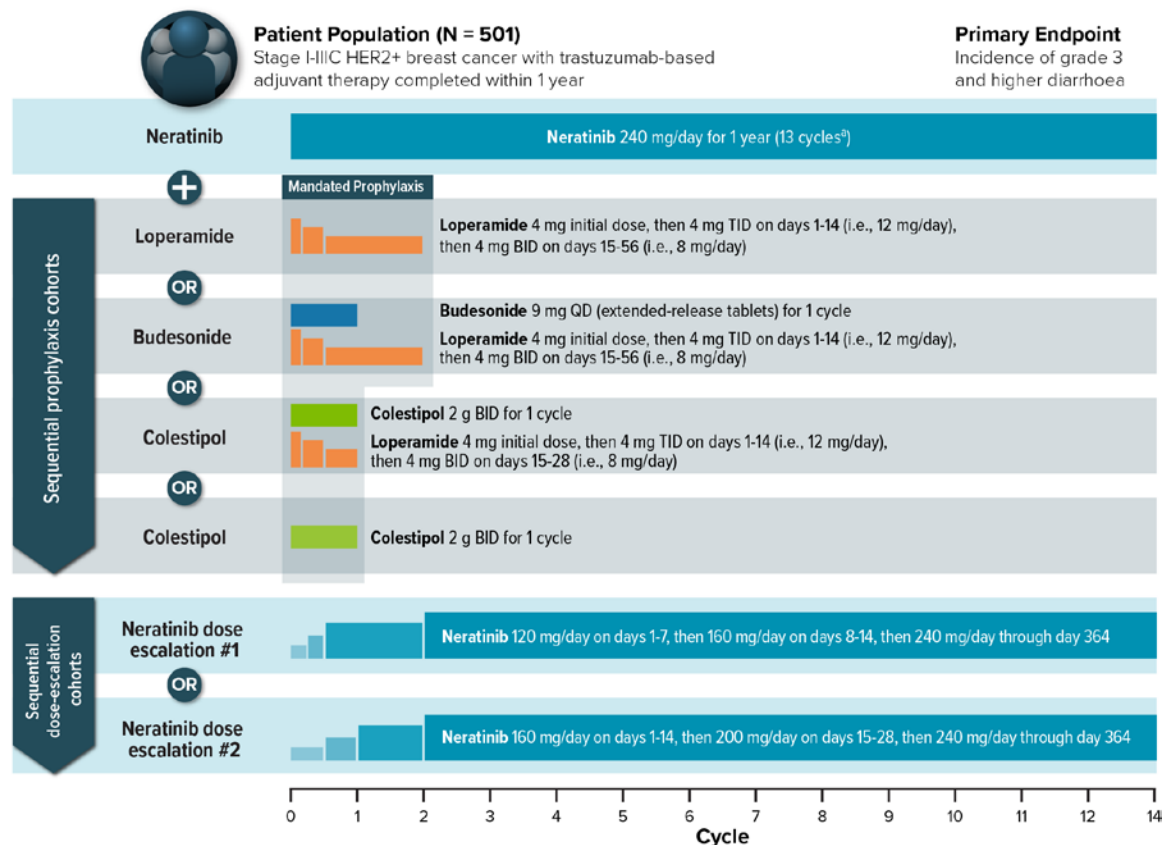 Patient Population (N = 501)
Stage I-IIIC HER2+ breast cancer with trastuzumab-based
adjuvant therapy completed within 1 year
Primary Endpoint
Incidence of grade 3
and higher diarrhoea
Neratinib
Neratinib 240 mg/day for 1 year (13 cyclesª)
+
Mandated Prophylaxis
Sequential prophylaxis cohorts
Loperamide
Loperamide 4 mg initial dose, then 4 mg TID on days 1-14 (i.e., 12 mg/day),
then 4 mg BID on days 15-56 (i.e., 8 mg/day)
OR
Budesonide
Budesonide 9 mg QD (extended-release tablets) for 1 cycle
Loperamide 4 mg initial dose, then 4 mg TID on days 1-14 (i.e., 12 mg/day),
then 4 mg BID on days 15-56 (i.e., 8 mg/day)
OR
Colestipol
Colestipol 2 g BID for 1 cycle
Loperamide 4 mg initial dose, then 4 mg TID on days 1-14 (i.e., 12 mg/day),
then 4 mg BID on days 15-28 (i.e., 8 mg/day)
OR
Colestipol
Colestipol 2 g BID for 1 cycle
Sequential
dose-escalation
cohorts
Neratinib dose
escalation #1
Neratinib 120 mg/day on days 1-7, then 160 mg/day on days 8-14, then 240 mg/day through day 364
OR
Neratinib dose
escalation #2
Neratinib 160 mg/day on days 1-14, then 200 mg/day on days 15-28, then 240 mg/day through day 364
0 1 2 3 4 5 6 7 8 9 10 11 12 14
Cycle